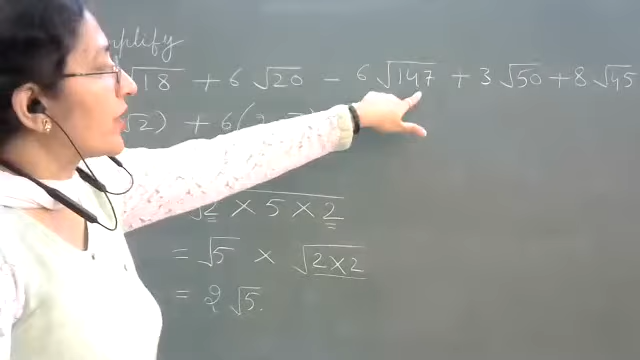 √18 + 6 √20 − 6 √147 + 3 √50 + 8 √45
√2) + 6(
√2 × 5 × 2
= √5 × √2×2
= 2 √5.